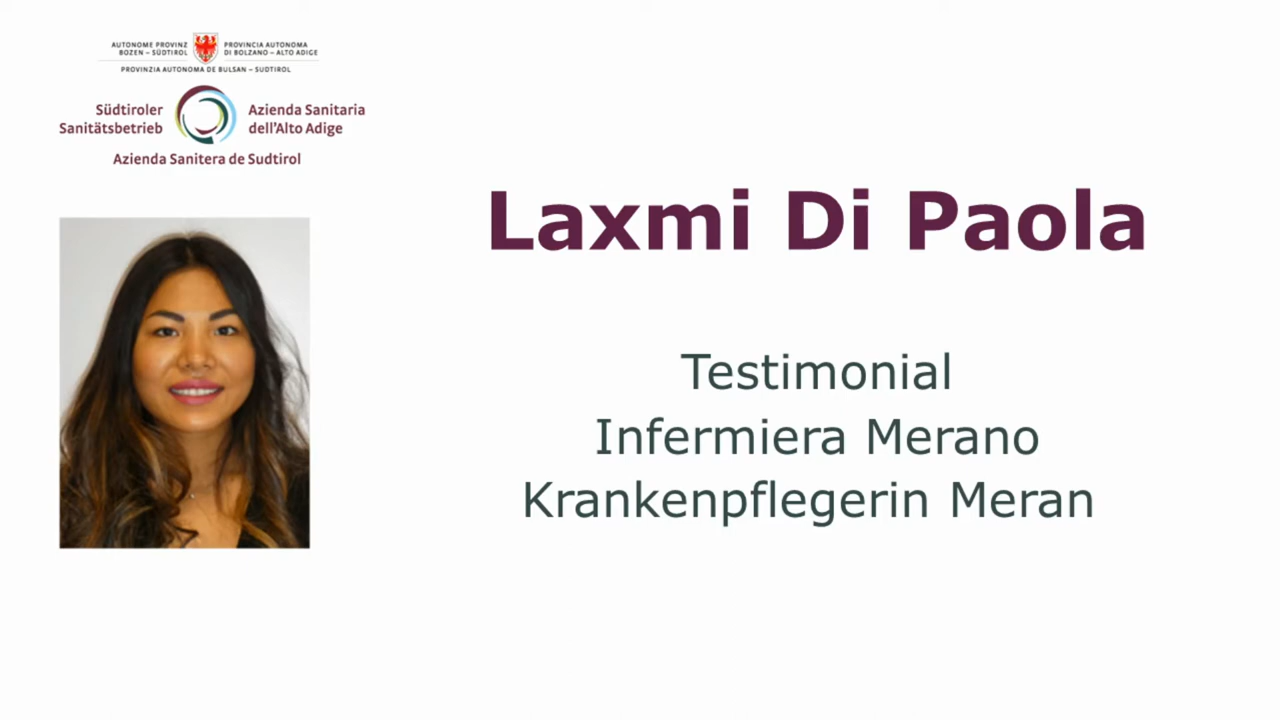 AUTONOME PROVINZ
BOZEN – SÜDTIROL
PROVINCIA AUTONOMA
DI BOLZANO – ALTO ADIGE
PROVINZIA AUTONOMA DE BULSAN – SUDTIROL
Südtiroler
Sanitätsbetrieb
Azienda Sanitaria
dell'Alto Adige
Azienda Sanitera de Sudtirol
Laxmi Di Paola
Testimonial
Infermiera Merano
Krankenpflegerin Meran